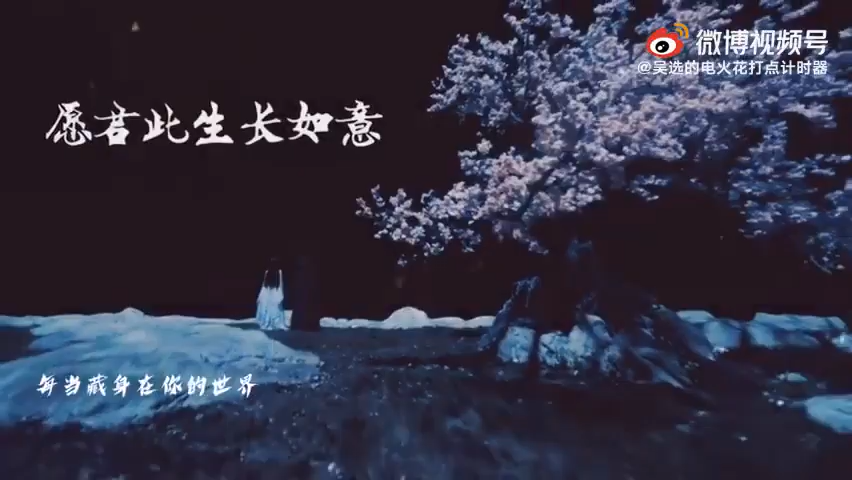 微博视频号
@吴选的电火花打点计时器
愿君此生长如意
每当藏身在你的世界